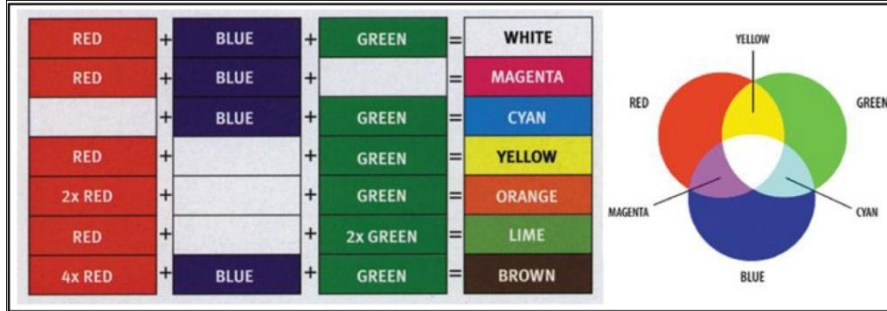 RED + BLUE + GREEN = WHITE
RED + BLUE + = MAGENTA
+ BLUE + GREEN = CYAN
RED + + GREEN = YELLOW
2x RED + + GREEN = ORANGE
RED + + 2x GREEN = LIME
4x RED + BLUE + GREEN = BROWN
YELLOW
RED
GREEN
MAGENTA
CYAN
BLUE